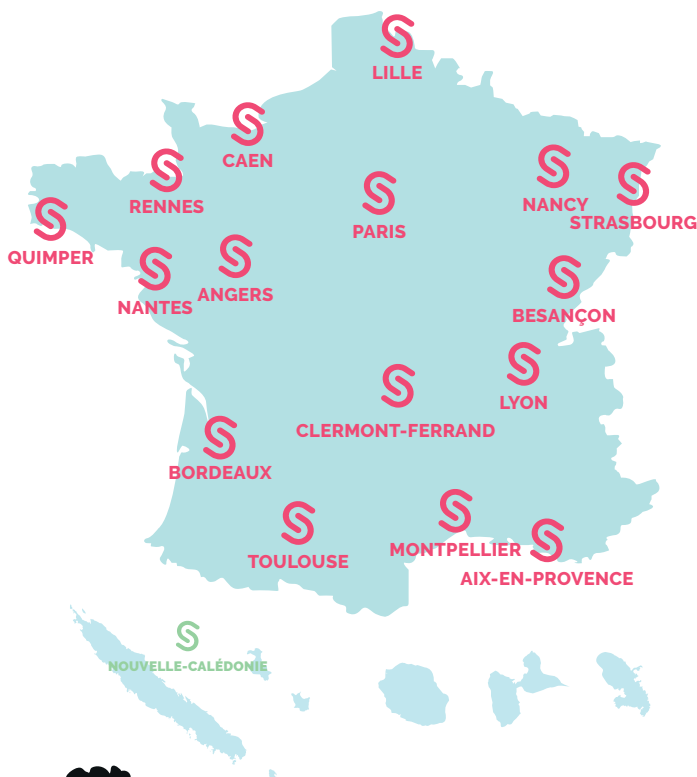 LILLE
CAEN
RENNES
PARIS
NANCY
STRASBOURG
QUIMPER
NANTES
ANGERS
BESANÇON
LYON
CLERMONT-FERRAND
BORDEAUX
TOULOUSE
MONTPELLIER
AIX-EN-PROVENCE
NOUVELLE-CALÉDONIE